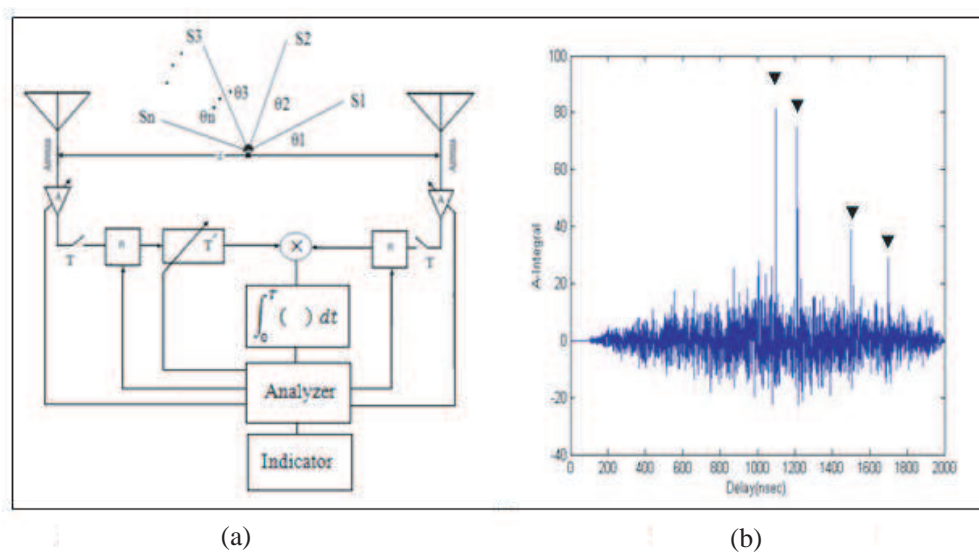 S3
S2
θ3
θ2
S1
θn
Sn
θ1
Antenna
Antenna
A
A
T
n
T'
×
n
T
∫₀ᵀ ( ) dt
Analyzer
Indicator
(a)
100
80
60
40
20
0
-20
-40
A-Integral
0 200 400 600 800 1000 1200 1400 1600 1800 2000
Delay(nsec)
(b)